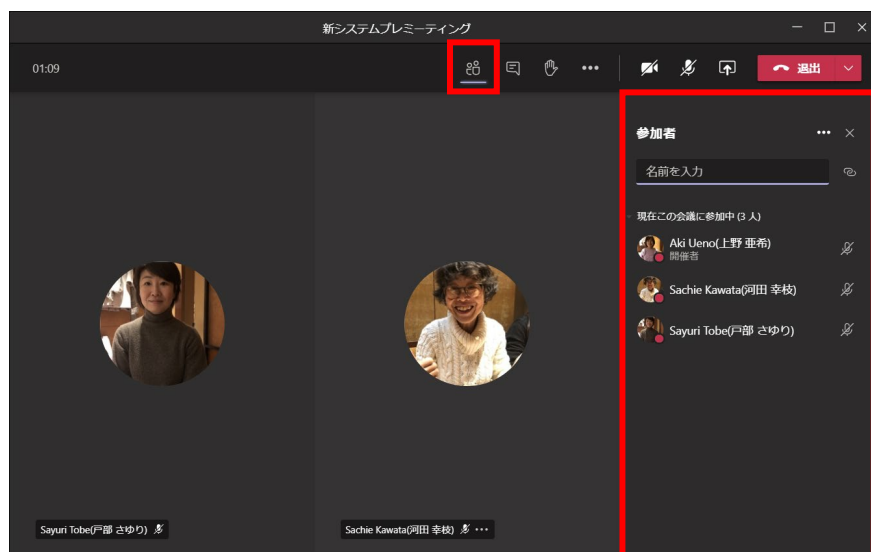 新システムプレミーティング
01:09
退出
参加者
名前を入力
現在この会議に参加中 (3 人)
Aki Ueno(上野 亜希)
開催者
Sachie Kawata(河田 幸枝)
Sayuri Tobe(戸部 さゆり)
Sayuri Tobe(戸部 さゆり)
Sachie Kawata(河田 幸枝)